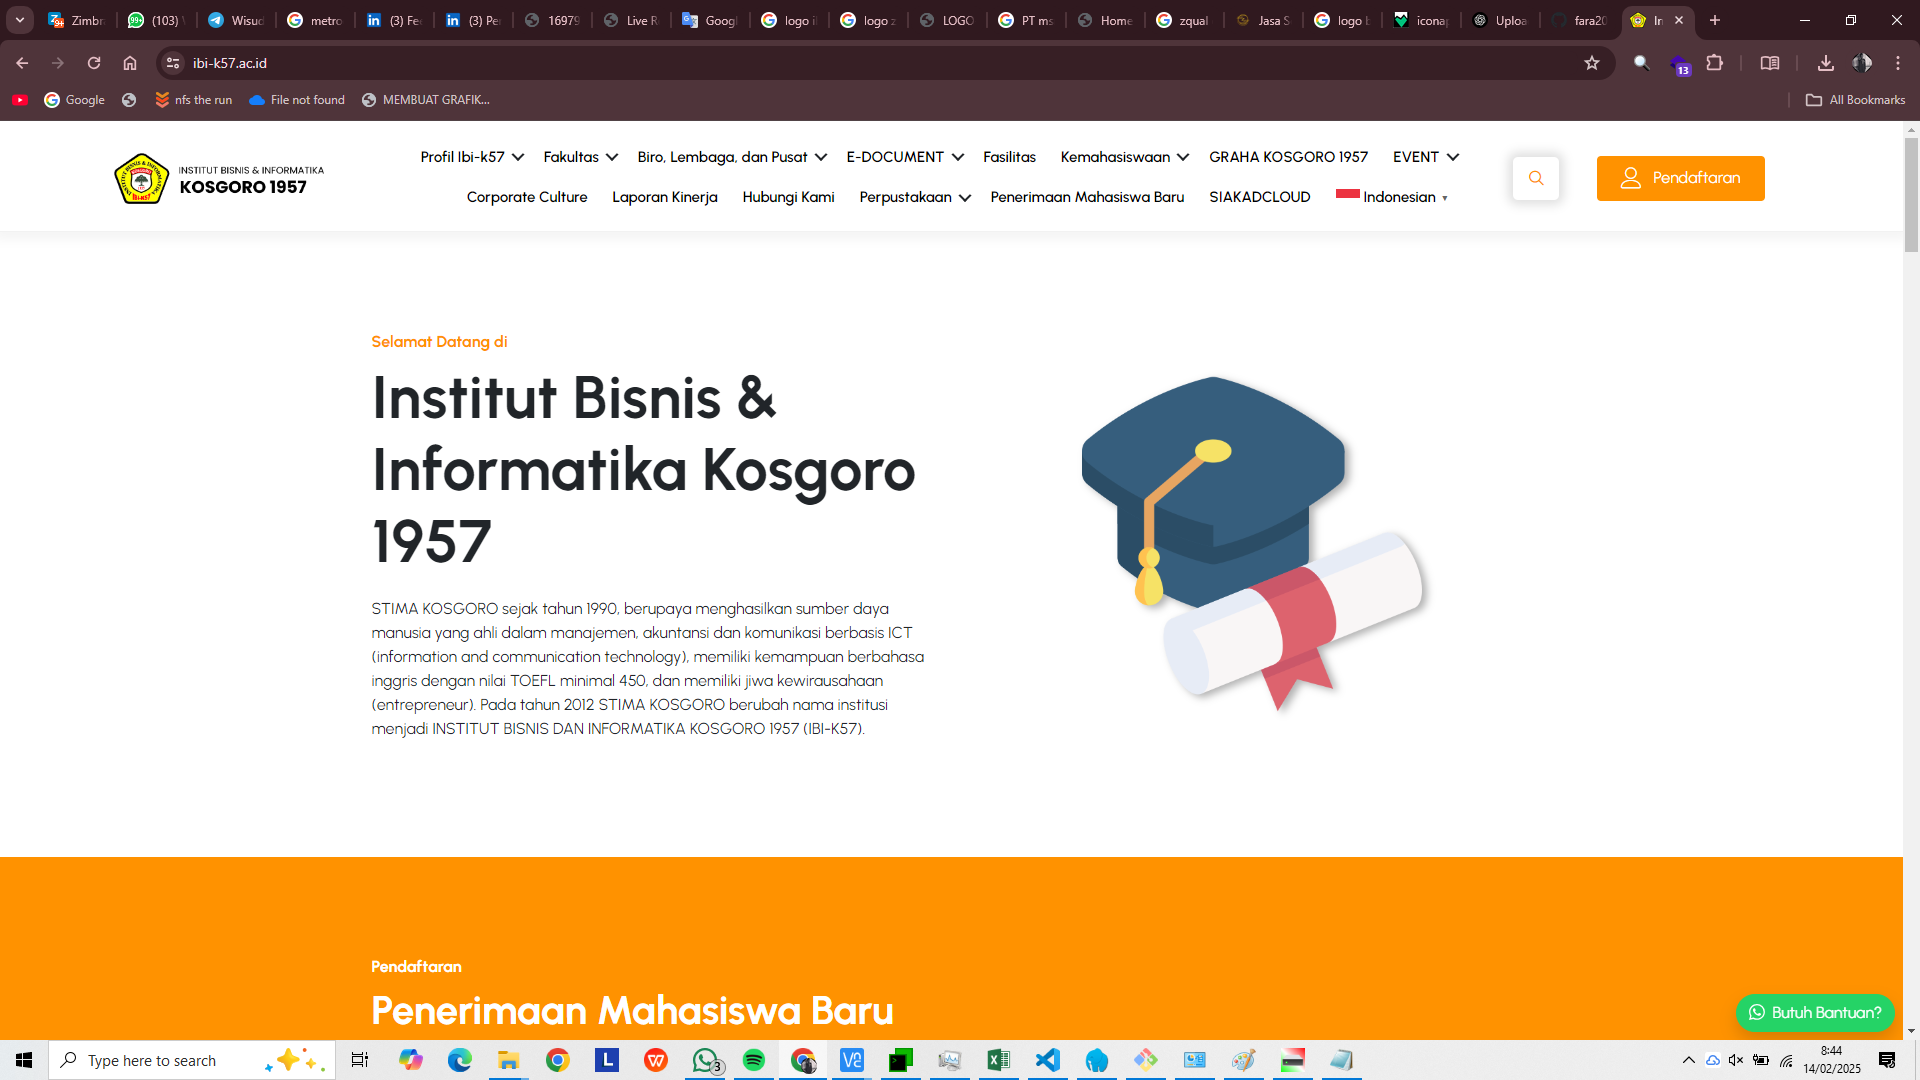 Zimbr
(103)
Wisud
metro
(3) Fee
(3) Pe
16979
Live R
Googl
logo i
logo z
LOGO
PT ms
Home
zqual
Jasa S
logo b
iconap
Uploa
fara20
In
ibi-k57.ac.id
13
Google
nfs the run
File not found
MEMBUAT GRAFIK...
All Bookmarks
INSTITUT BISNIS & INFORMATIKA
KOSGORO 1957
Profil Ibi-k57 Fakultas Biro, Lembaga, dan Pusat E-DOCUMENT Fasilitas Kemahasiswaan GRAHA KOSGORO 1957 EVENT
Corporate Culture Laporan Kinerja Hubungi Kami Perpustakaan Penerimaan Mahasiswa Baru SIAKADCLOUD Indonesian
Pendaftaran
Selamat Datang di
Institut Bisnis &
Informatika Kosgoro
1957
STIMA KOSGORO sejak tahun 1990, berupaya menghasilkan sumber daya
manusia yang ahli dalam manajemen, akuntansi dan komunikasi berbasis ICT
(information and communication technology), memiliki kemampuan berbahasa
inggris dengan nilai TOEFL minimal 450, dan memiliki jiwa kewirausahaan
(entrepreneur). Pada tahun 2012 STIMA KOSGORO berubah nama institusi
menjadi INSTITUT BISNIS DAN INFORMATIKA KOSGORO 1957 (IBI-K57).
Pendaftaran
Penerimaan Mahasiswa Baru
Butuh Bantuan?
Type here to search
3
8:44
14/02/2025